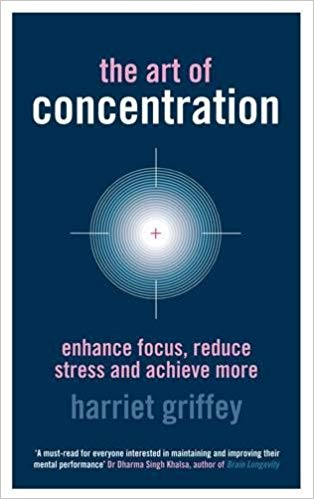 the art of
concentration
enhance focus, reduce
stress and achieve more
harriet griffey
'A must-read for everyone interested in maintaining and improving their
mental performance' Dr Dharma Singh Khalsa, author of Brain Longevity